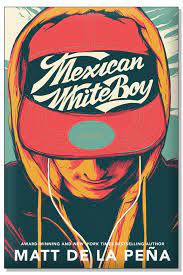 Mexican
WhiteBoy
AWARD-WINNING AND NEW YORK TIMES BESTSELLING AUTHOR
MATT DE LA PEÑA